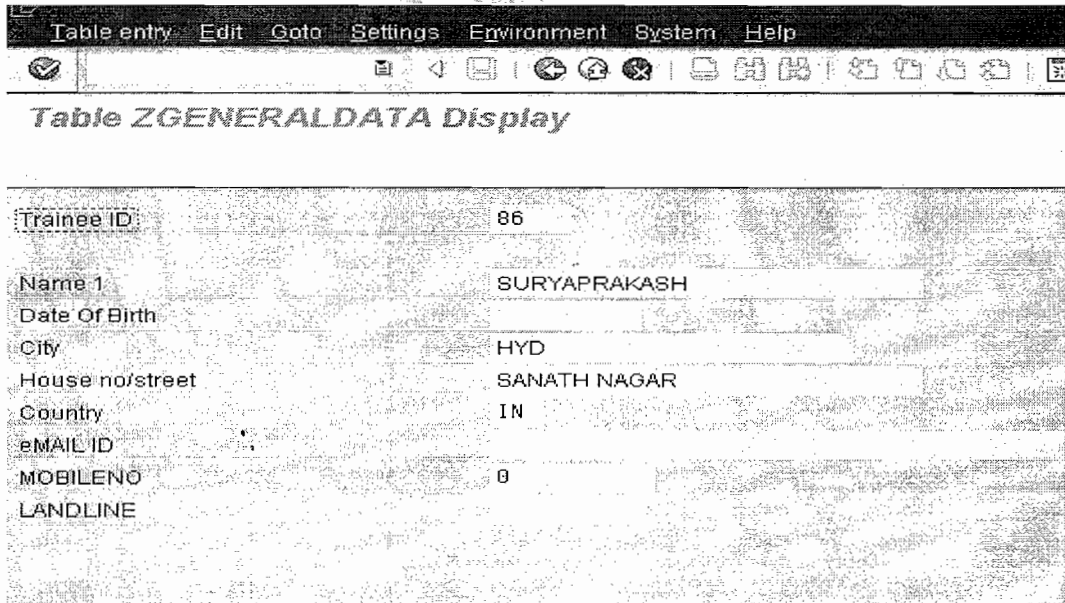 Table entry Edit Goto Settings Environment System Help
Table ZGENERALDATA Display
Trainee ID 86
Name 1 SURYAPRAKASH
Date Of Birth
City HYD
House no/street SANATH NAGAR
Country IN
eMAIL ID
MOBILENO 0
LANDLINE